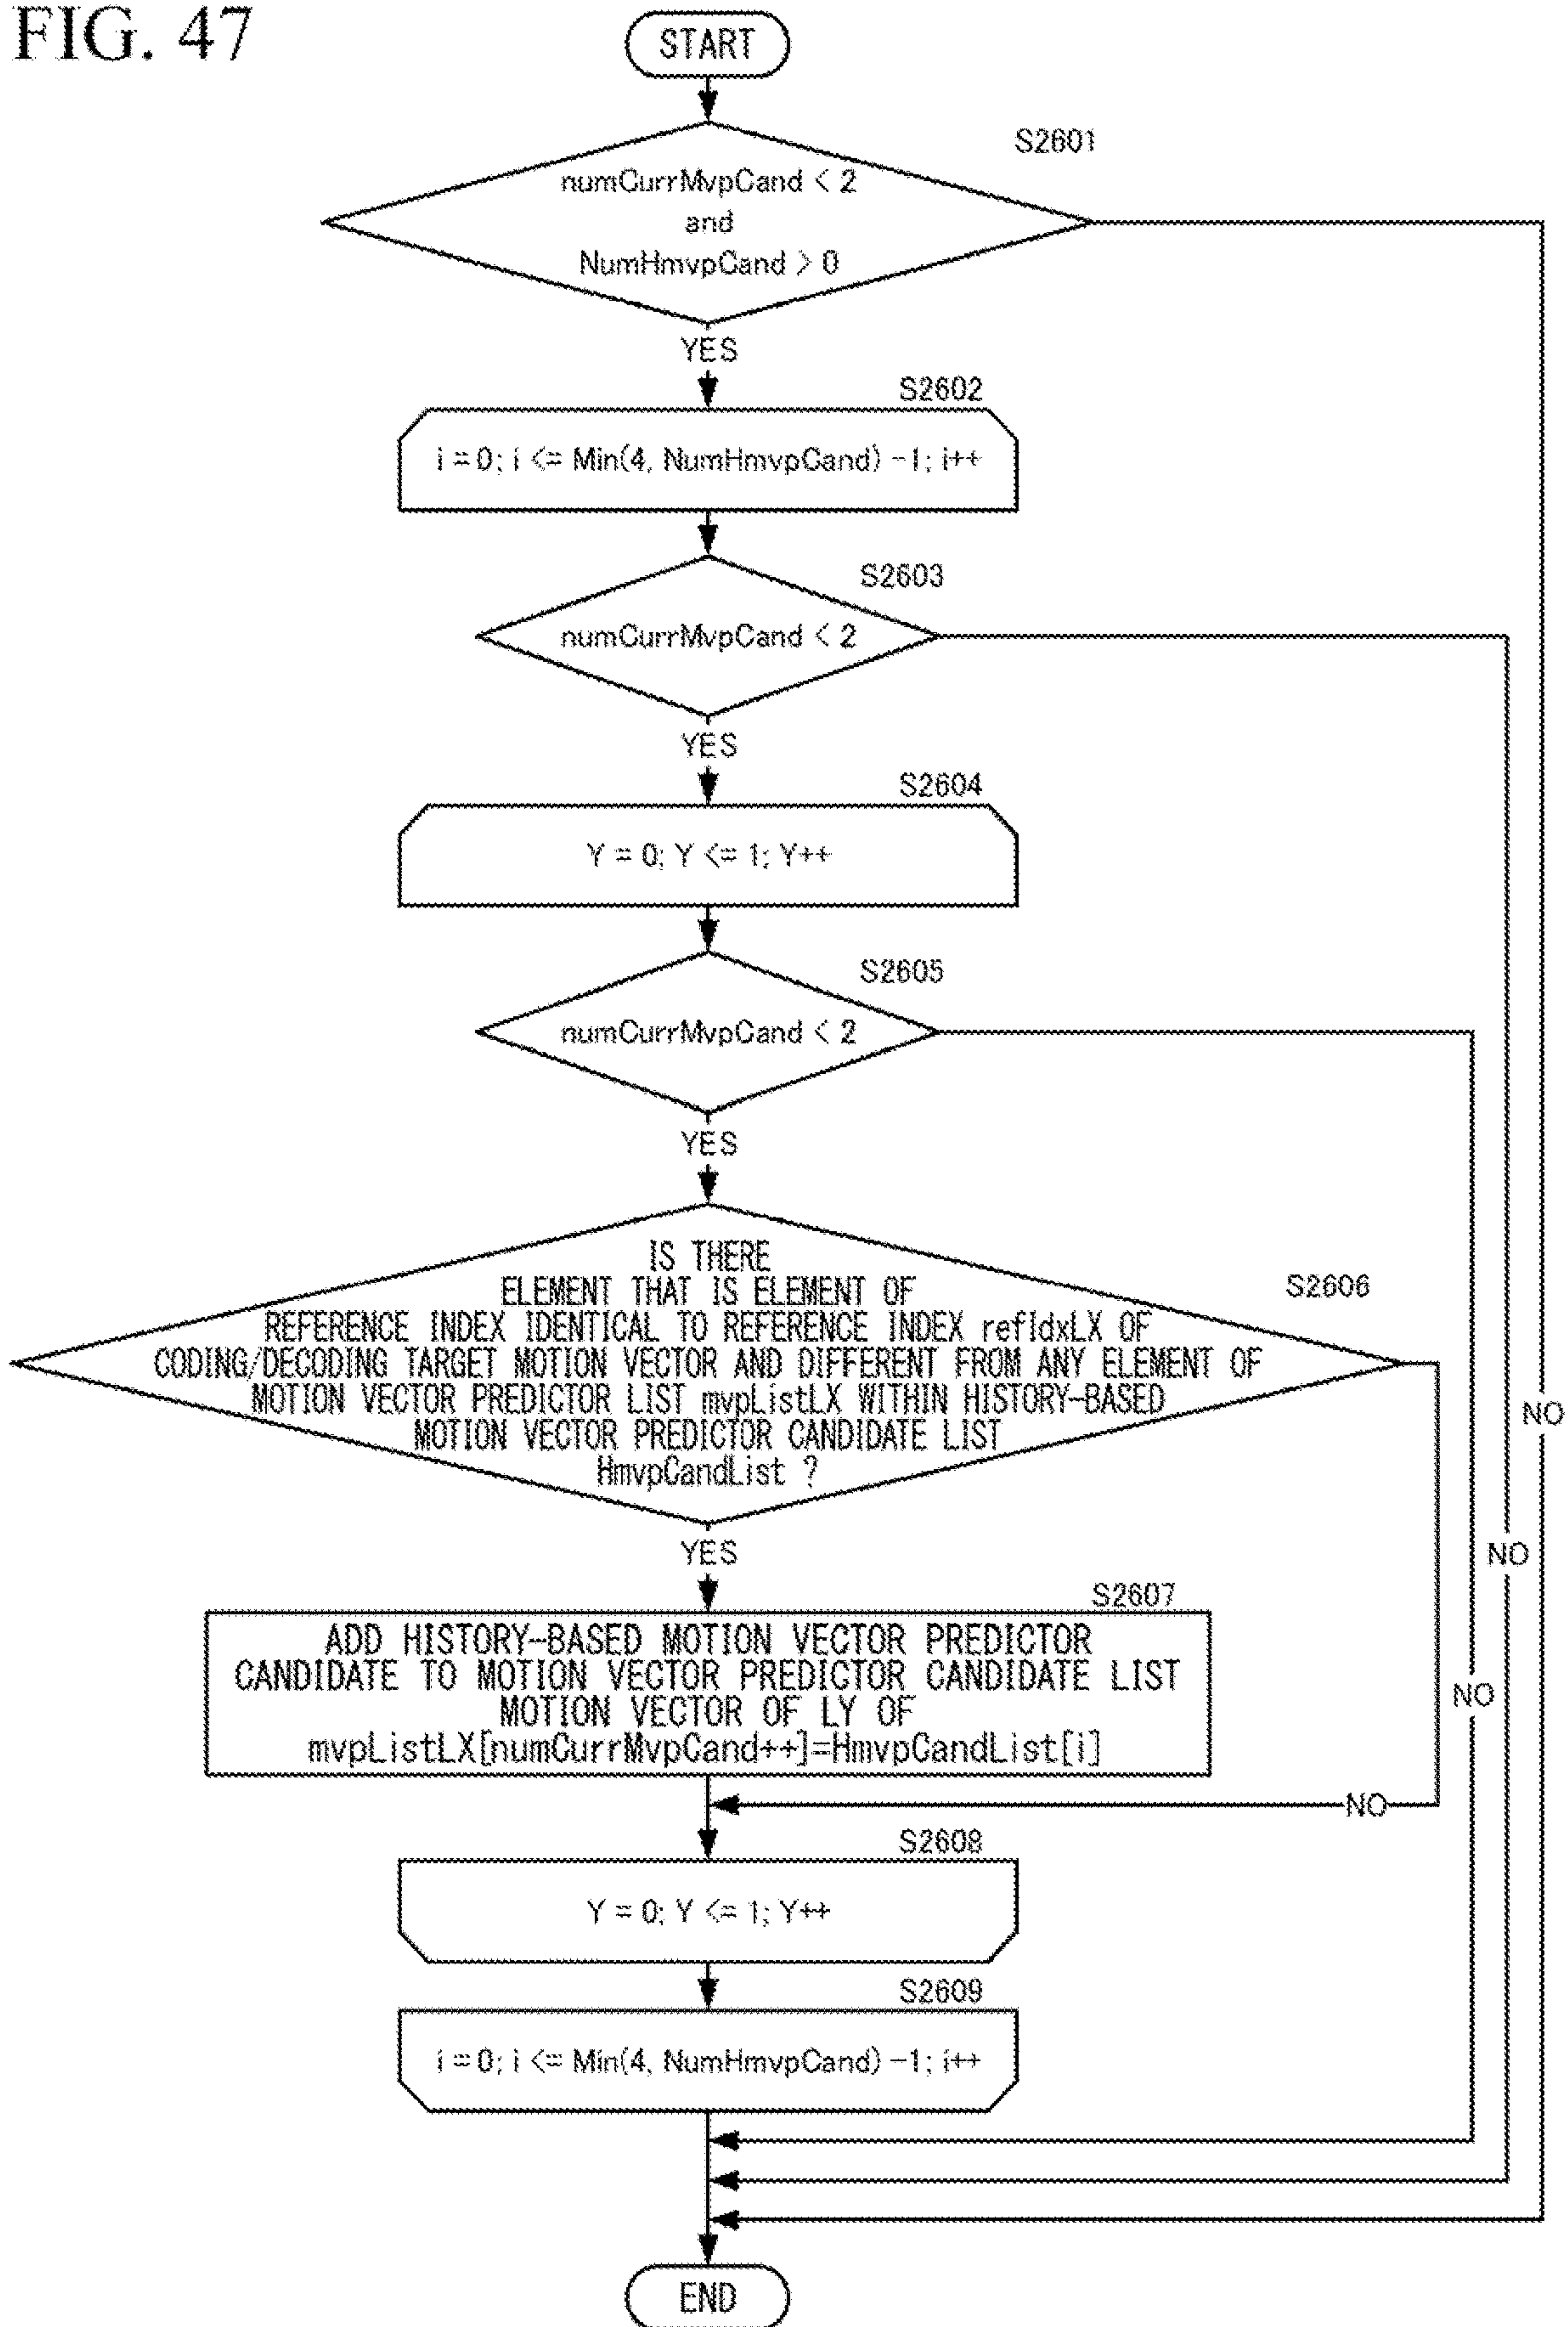 FIG. 47
START
S2601
numCurrMvpCand < 2
and
NumHmvpCand > 0
YES
S2602
i = 0; i <= Min(4, NumHmvpCand) -1; i++
S2603
numCurrMvpCand < 2
YES
S2604
Y = 0; Y <= 1; Y++
S2605
numCurrMvpCand < 2
YES
IS THERE
ELEMENT THAT IS ELEMENT OF
S2606
REFERENCE INDEX IDENTICAL TO REFERENCE INDEX refIdxLX OF
CODING/DECODING TARGET MOTION VECTOR AND DIFFERENT FROM ANY ELEMENT OF
MOTION VECTOR PREDICTOR LIST mvpListLX WITHIN HISTORY-BASED
MOTION VECTOR PREDICTOR CANDIDATE LIST
HmvpCandList ?
NO
YES
NO
S2607
ADD HISTORY-BASED MOTION VECTOR PREDICTOR
CANDIDATE TO MOTION VECTOR PREDICTOR CANDIDATE LIST
MOTION VECTOR OF LY OF
mvpListLX[numCurrMvpCand++]=HmvpCandList[i]
NO
NO
S2608
Y = 0; Y <= 1; Y++
S2609
i = 0; i <= Min(4, NumHmvpCand) -1; i++
END